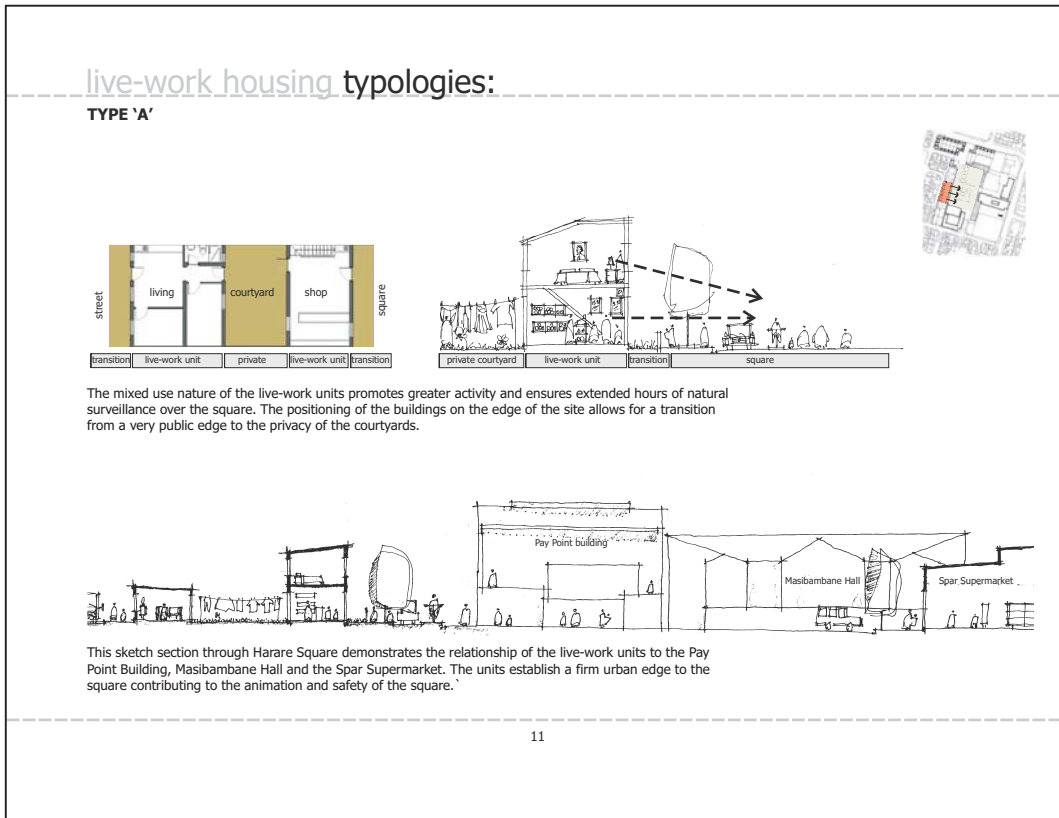 live-work housing typologies:
TYPE ‘A’
street
living
courtyard
shop
square
transition live-work unit private live-work unit transition
private courtyard live-work unit transition square
The mixed use nature of the live-work units promotes greater activity and ensures extended hours of natural
surveillance over the square. The positioning of the buildings on the edge of the site allows for a transition
from a very public edge to the privacy of the courtyards.
Pay Point building
Masibambane Hall
Spar Supermarket
This sketch section through Harare Square demonstrates the relationship of the live-work units to the Pay
Point Building, Masibambane Hall and the Spar Supermarket. The units establish a firm urban edge to the
square contributing to the animation and safety of the square.`
11